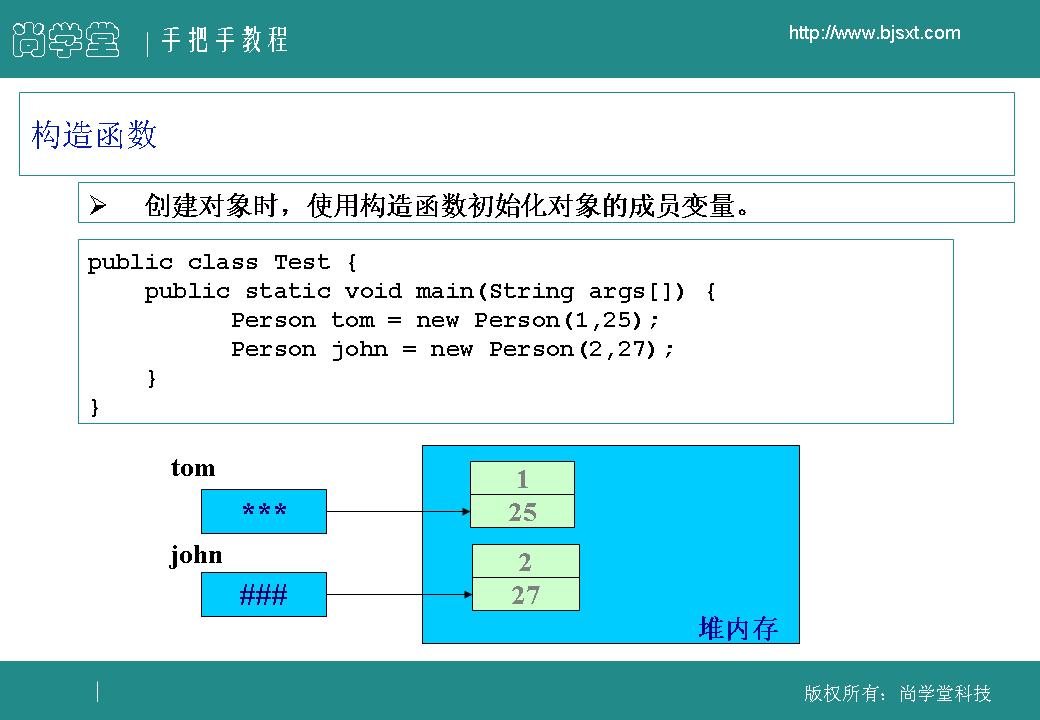 尚学堂 | 手把手教程
http://www.bjsxt.com
构造函数
➢ 创建对象时，使用构造函数初始化对象的成员变量。
public class Test {
    public static void main(String args[]) {
          Person tom = new Person(1,25);
          Person john = new Person(2,27);
    }
}
tom
***
1
25
john
###
2
27
堆内存
版权所有：尚学堂科技